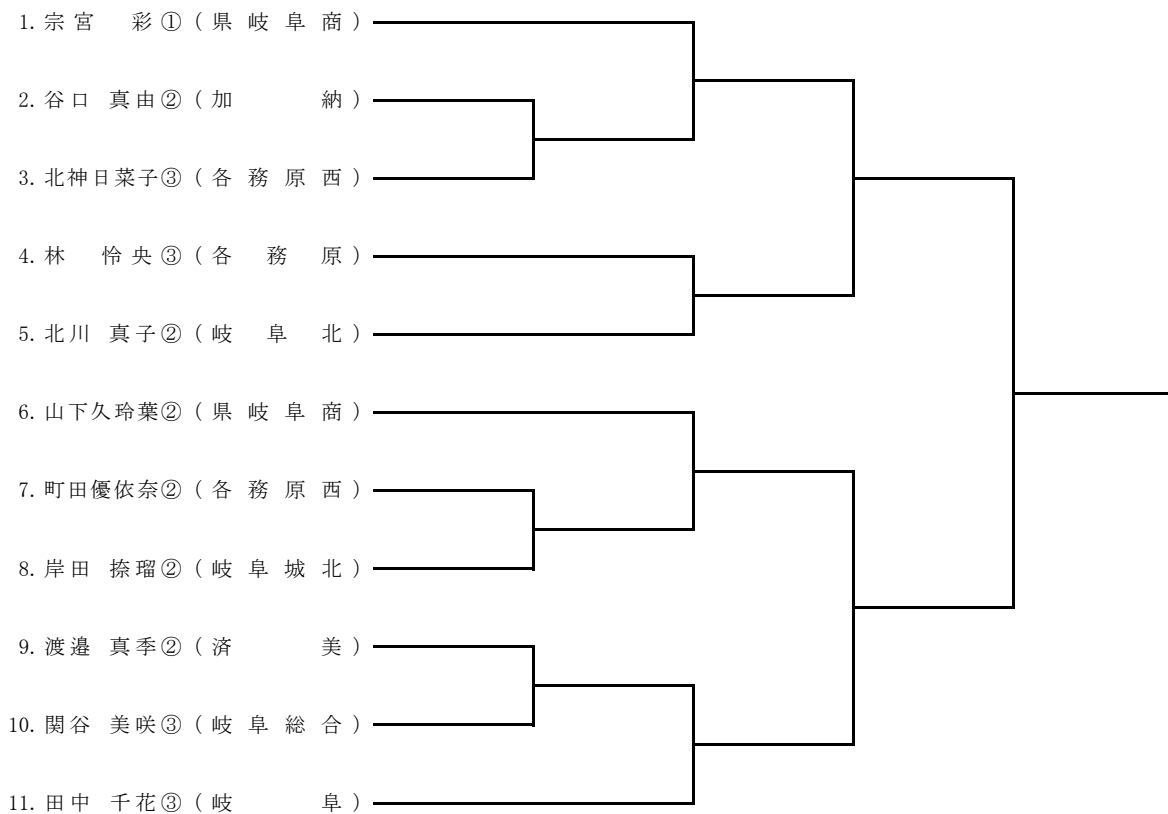 1. 宗宮　彩①（県岐阜商）
2. 谷口 真由②（加納）
3. 北神日菜子③（各務原西）
4. 林　怜央③（各務原）
5. 北川 真子②（岐阜北）
6. 山下久玲葉②（県岐阜商）
7. 町田優依奈②（各務原西）
8. 岸田 捺瑠②（岐阜城北）
9. 渡邉 真季②（済美）
10. 関谷 美咲③（岐阜総合）
11. 田中 千花③（岐阜）